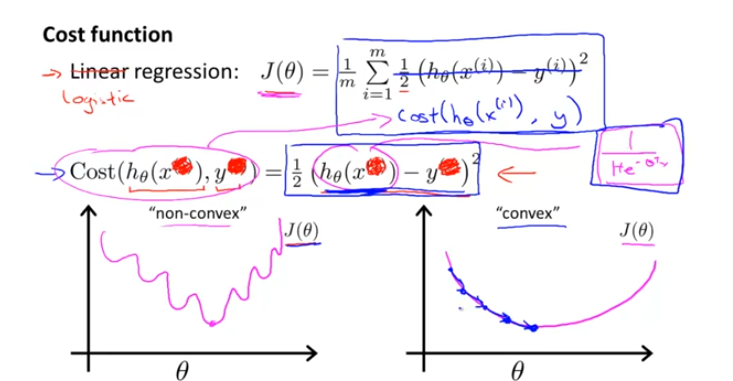 Cost function
→ Linear regression: J(θ) = 1/m ∑_{i=1}^{m} 1/2 (h_θ(x^{(i)}) − y^{(i)})^2
logistic
→ Cost(h_θ(x^{(i)}), y)
→ Cost(h_θ(x), y) = 1/2 (h_θ(x) − y)^2 ←
1/(1+e^{-θ^T x})
"non-convex"
J(θ)
θ
"convex"
J(θ)
θ